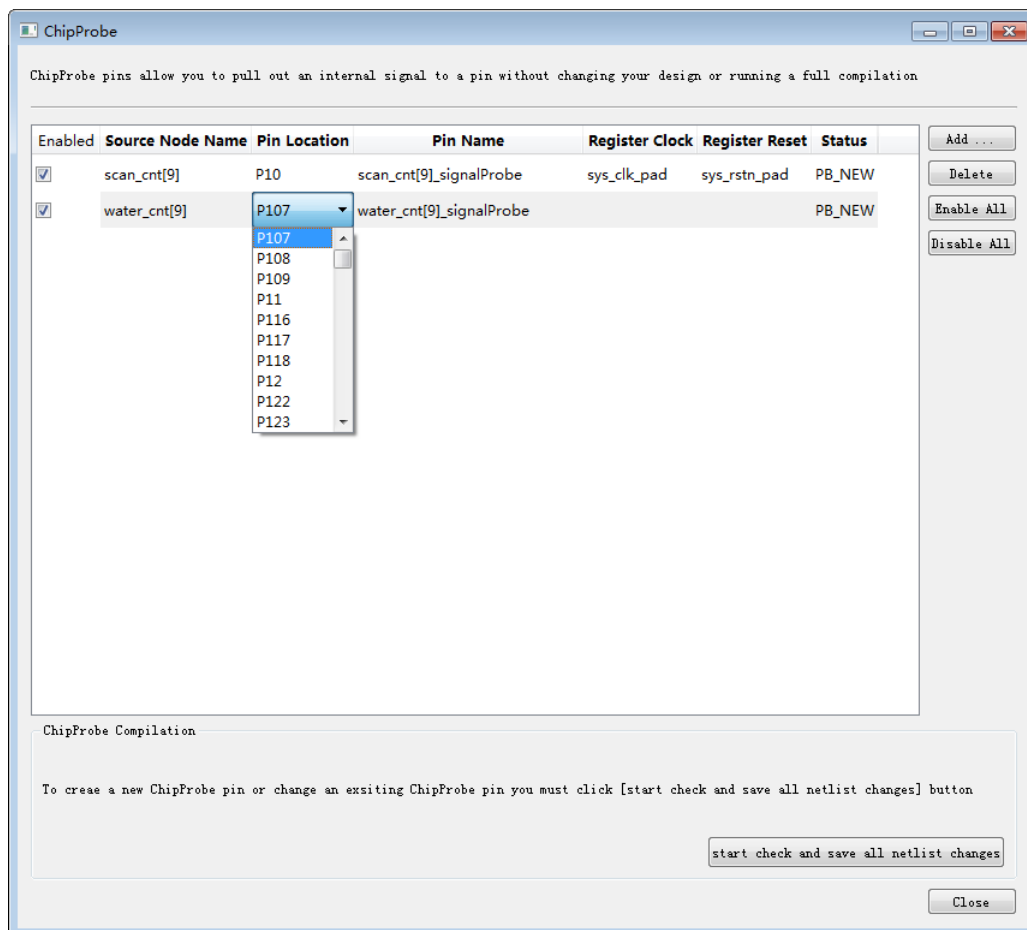 ChipProbe
ChipProbe pins allow you to pull out an internal signal to a pin without changing your design or running a full compilation
Enabled Source Node Name Pin Location Pin Name Register Clock Register Reset Status
scan_cnt[9] P10 scan_cnt[9]_signalProbe sys_clk_pad sys_rstn_pad PB_NEW
water_cnt[9] P107 water_cnt[9]_signalProbe PB_NEW
P107
P108
P109
P11
P116
P117
P118
P12
P122
P123
Add ...
Delete
Enable All
Disable All
ChipProbe Compilation
To creae a new ChipProbe pin or change an exsiting ChipProbe pin you must click [start check and save all netlist changes] button
start check and save all netlist changes
Close